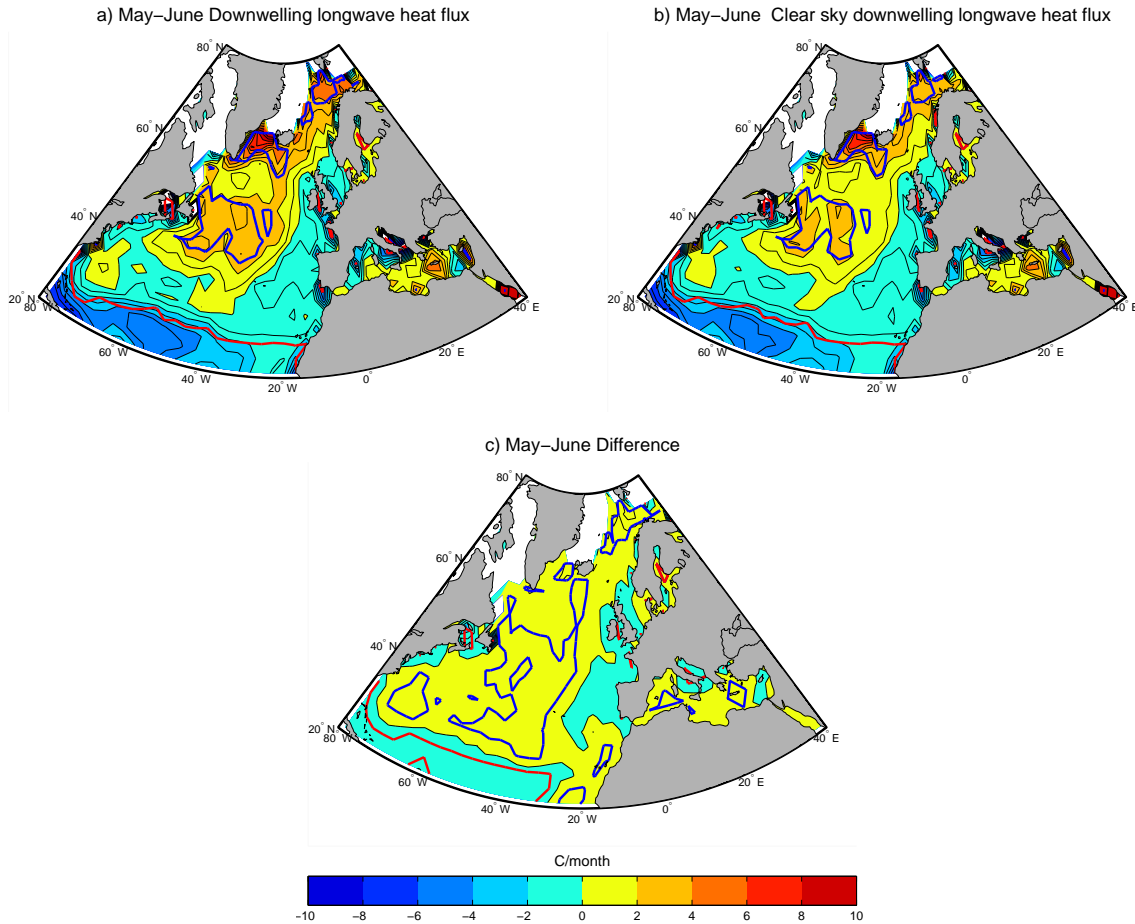 a) May−June Downwelling longwave heat flux
80° N
60° N
40° N
20° N
80° W
60° W
40° W
20° W
0°
20° E
40° E
b) May−June Clear sky downwelling longwave heat flux
80° N
60° N
40° N
20° N
80° W
60° W
40° W
20° W
0°
20° E
40° E
c) May−June Difference
80° N
60° N
40° N
20° N
80° W
60° W
40° W
20° W
0°
20° E
40° E
C/month
−10 −8 −6 −4 −2 0 2 4 6 8 10